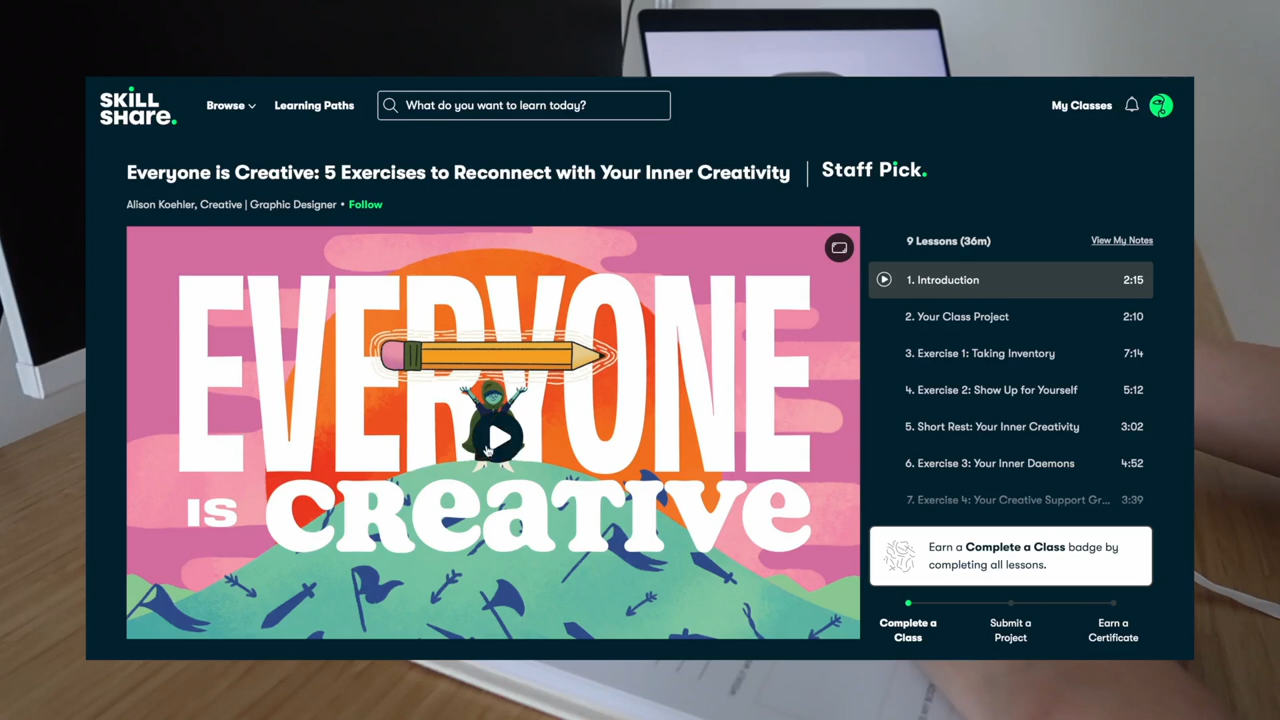 SKILL
SHARE.
Browse
Learning Paths
What do you want to learn today?
My Classes
Everyone is Creative: 5 Exercises to Reconnect with Your Inner Creativity
Staff Pick.
Alison Koehler, Creative | Graphic Designer • Follow
EVERYONE
IS CREATIVE
9 Lessons (36m)
View My Notes
1. Introduction 2:15
2. Your Class Project 2:10
3. Exercise 1: Taking Inventory 7:14
4. Exercise 2: Show Up for Yourself 5:12
5. Short Rest: Your Inner Creativity 3:02
6. Exercise 3: Your Inner Daemons 4:52
7. Exercise 4: Your Creative Support Gr... 3:39
Earn a Complete a Class badge by
completing all lessons.
Complete a
Class
Submit a
Project
Earn a
Certificate